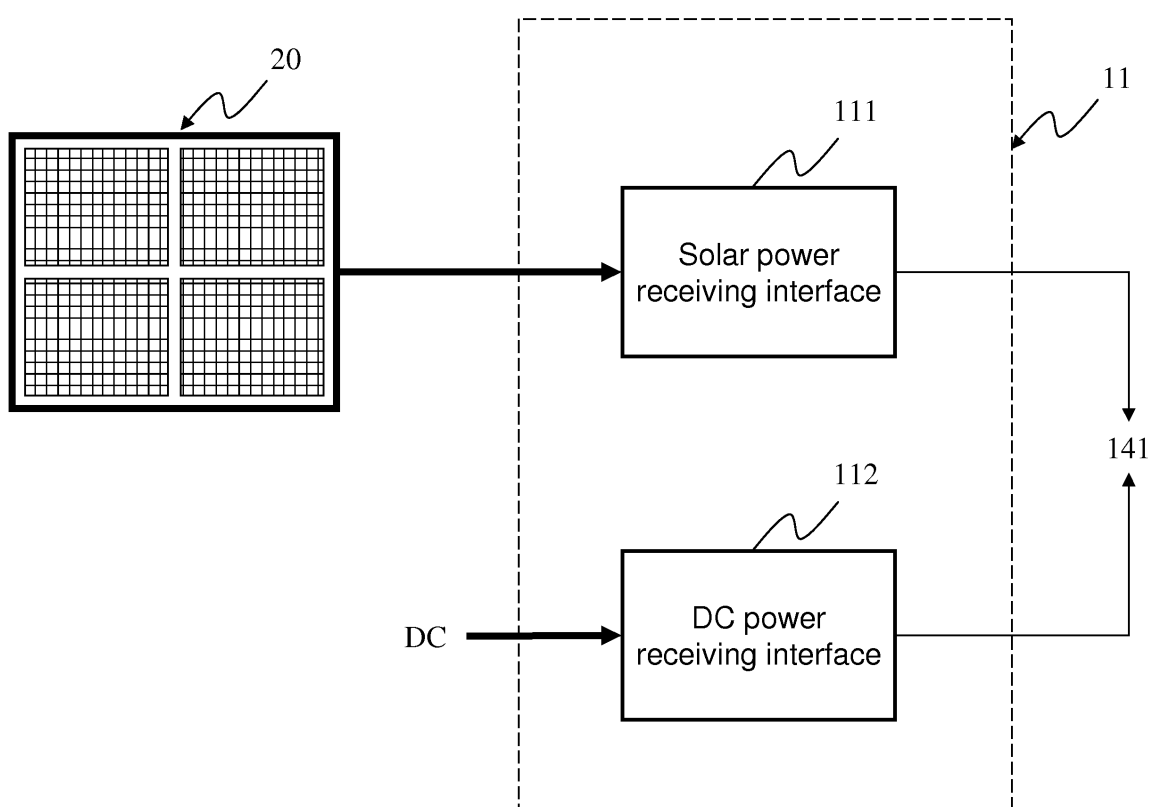 20
11
111
Solar power
receiving interface
141
112
DC
DC power
receiving interface